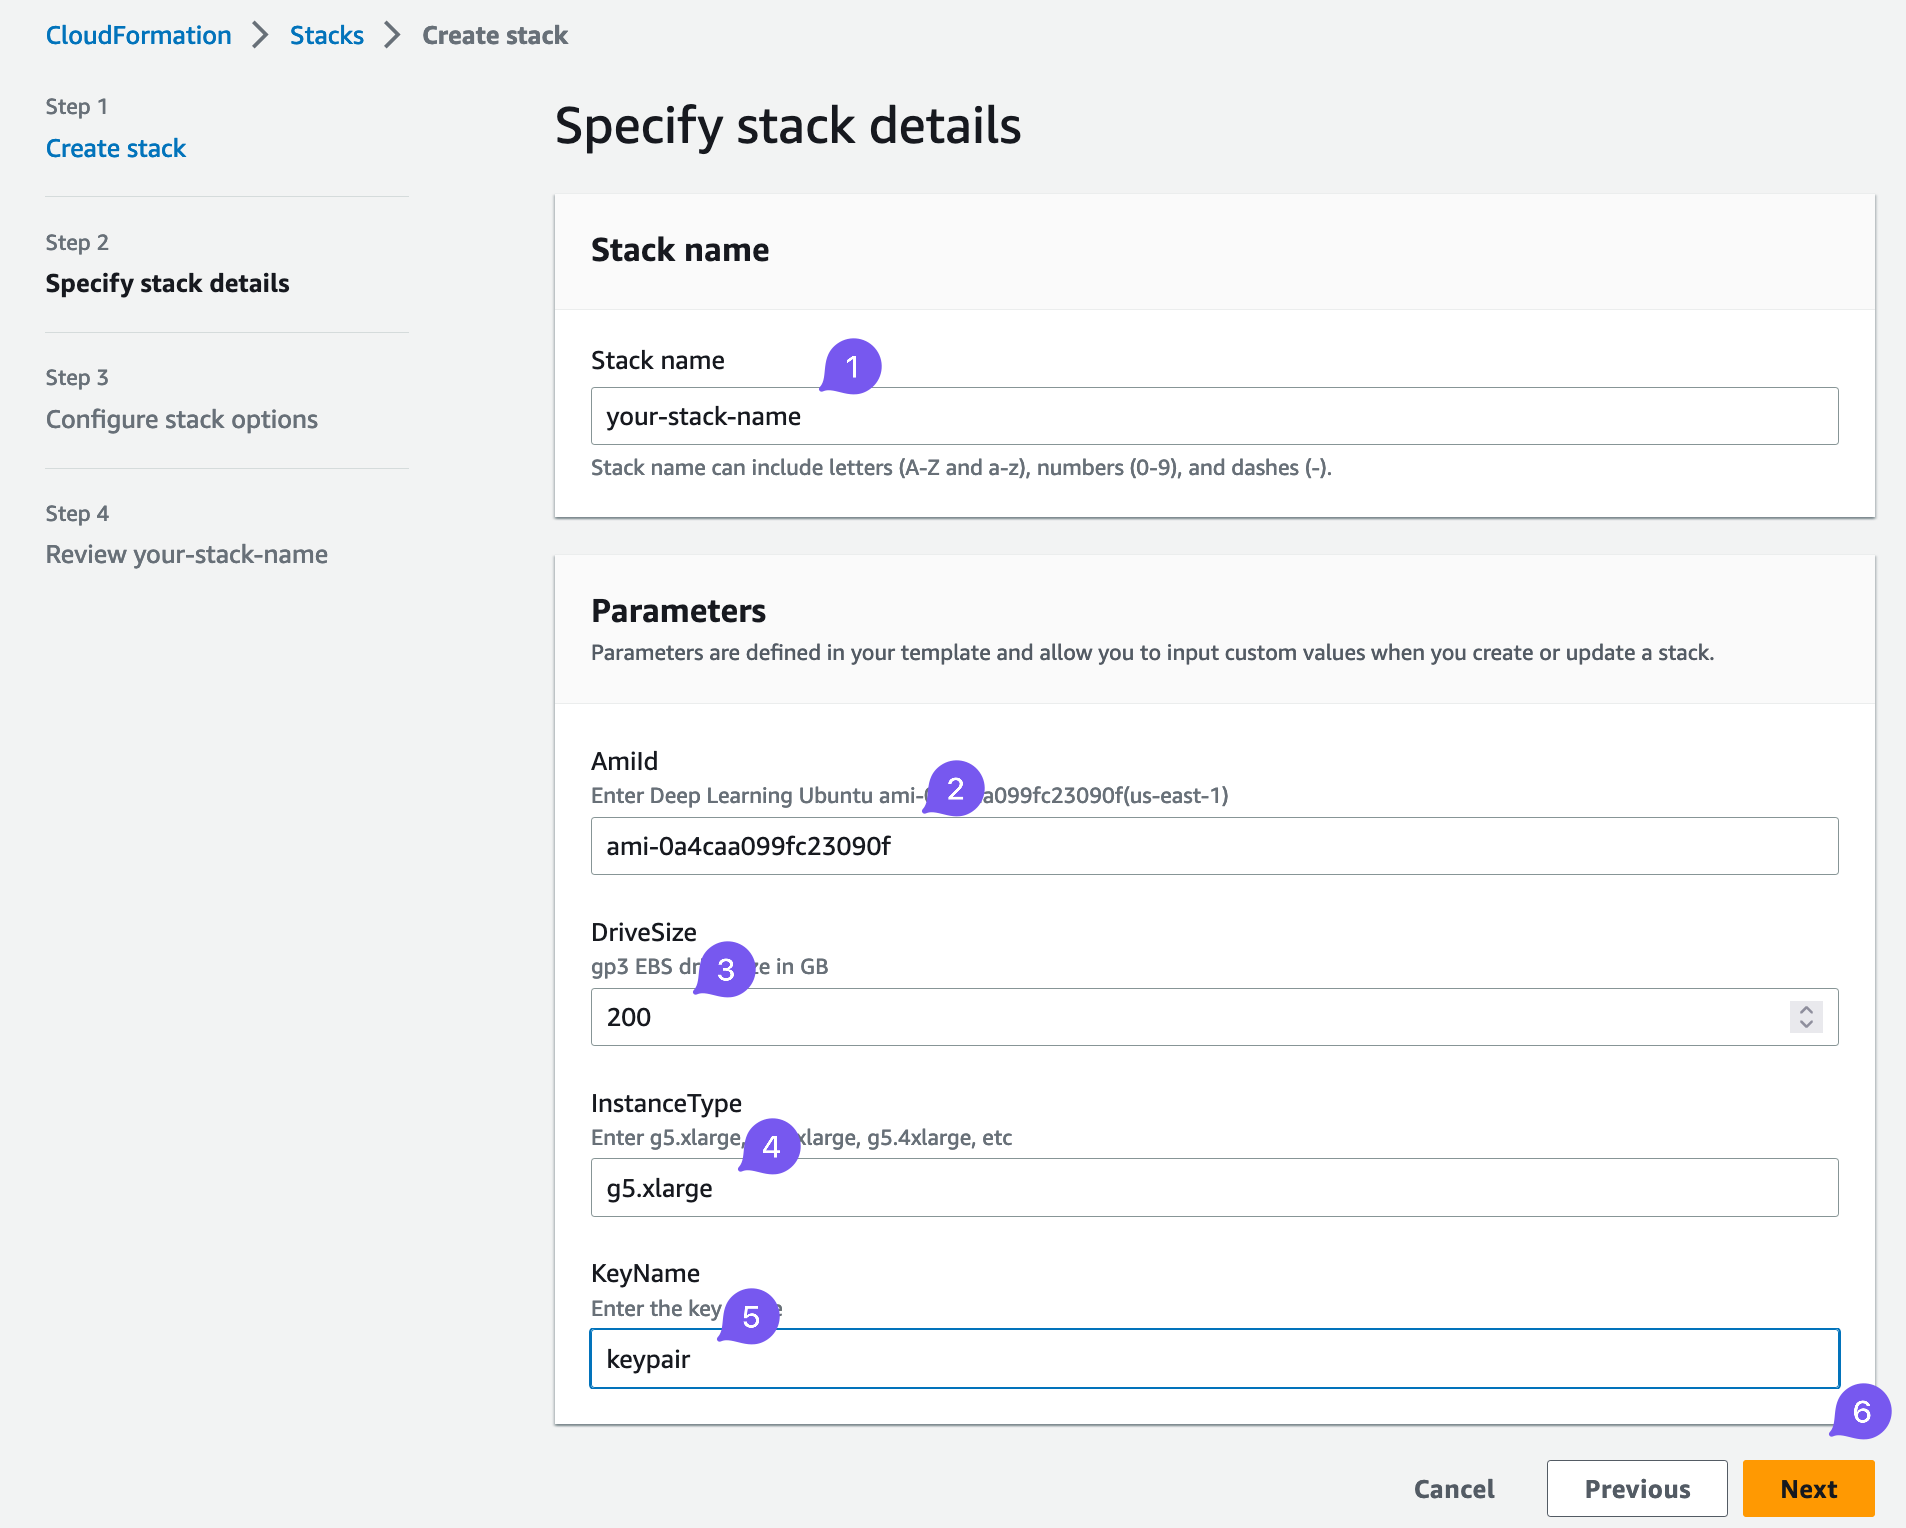 CloudFormation > Stacks > Create stack
Step 1
Create stack
Step 2
Specify stack details
Step 3
Configure stack options
Step 4
Review your-stack-name
Specify stack details
Stack name
Stack name
1
your-stack-name
Stack name can include letters (A-Z and a-z), numbers (0-9), and dashes (-).
Parameters
Parameters are defined in your template and allow you to input custom values when you create or update a stack.
AmiId
Enter Deep Learning Ubuntu ami- 2 a099fc23090f(us-east-1)
ami-0a4caa099fc23090f
DriveSize
gp3 EBS 3 in GB
200
InstanceType
Enter g5.xlarge, 4 xlarge, g5.4xlarge, etc
g5.xlarge
KeyName
Enter the key 5
keypair
6
Cancel
Previous
Next